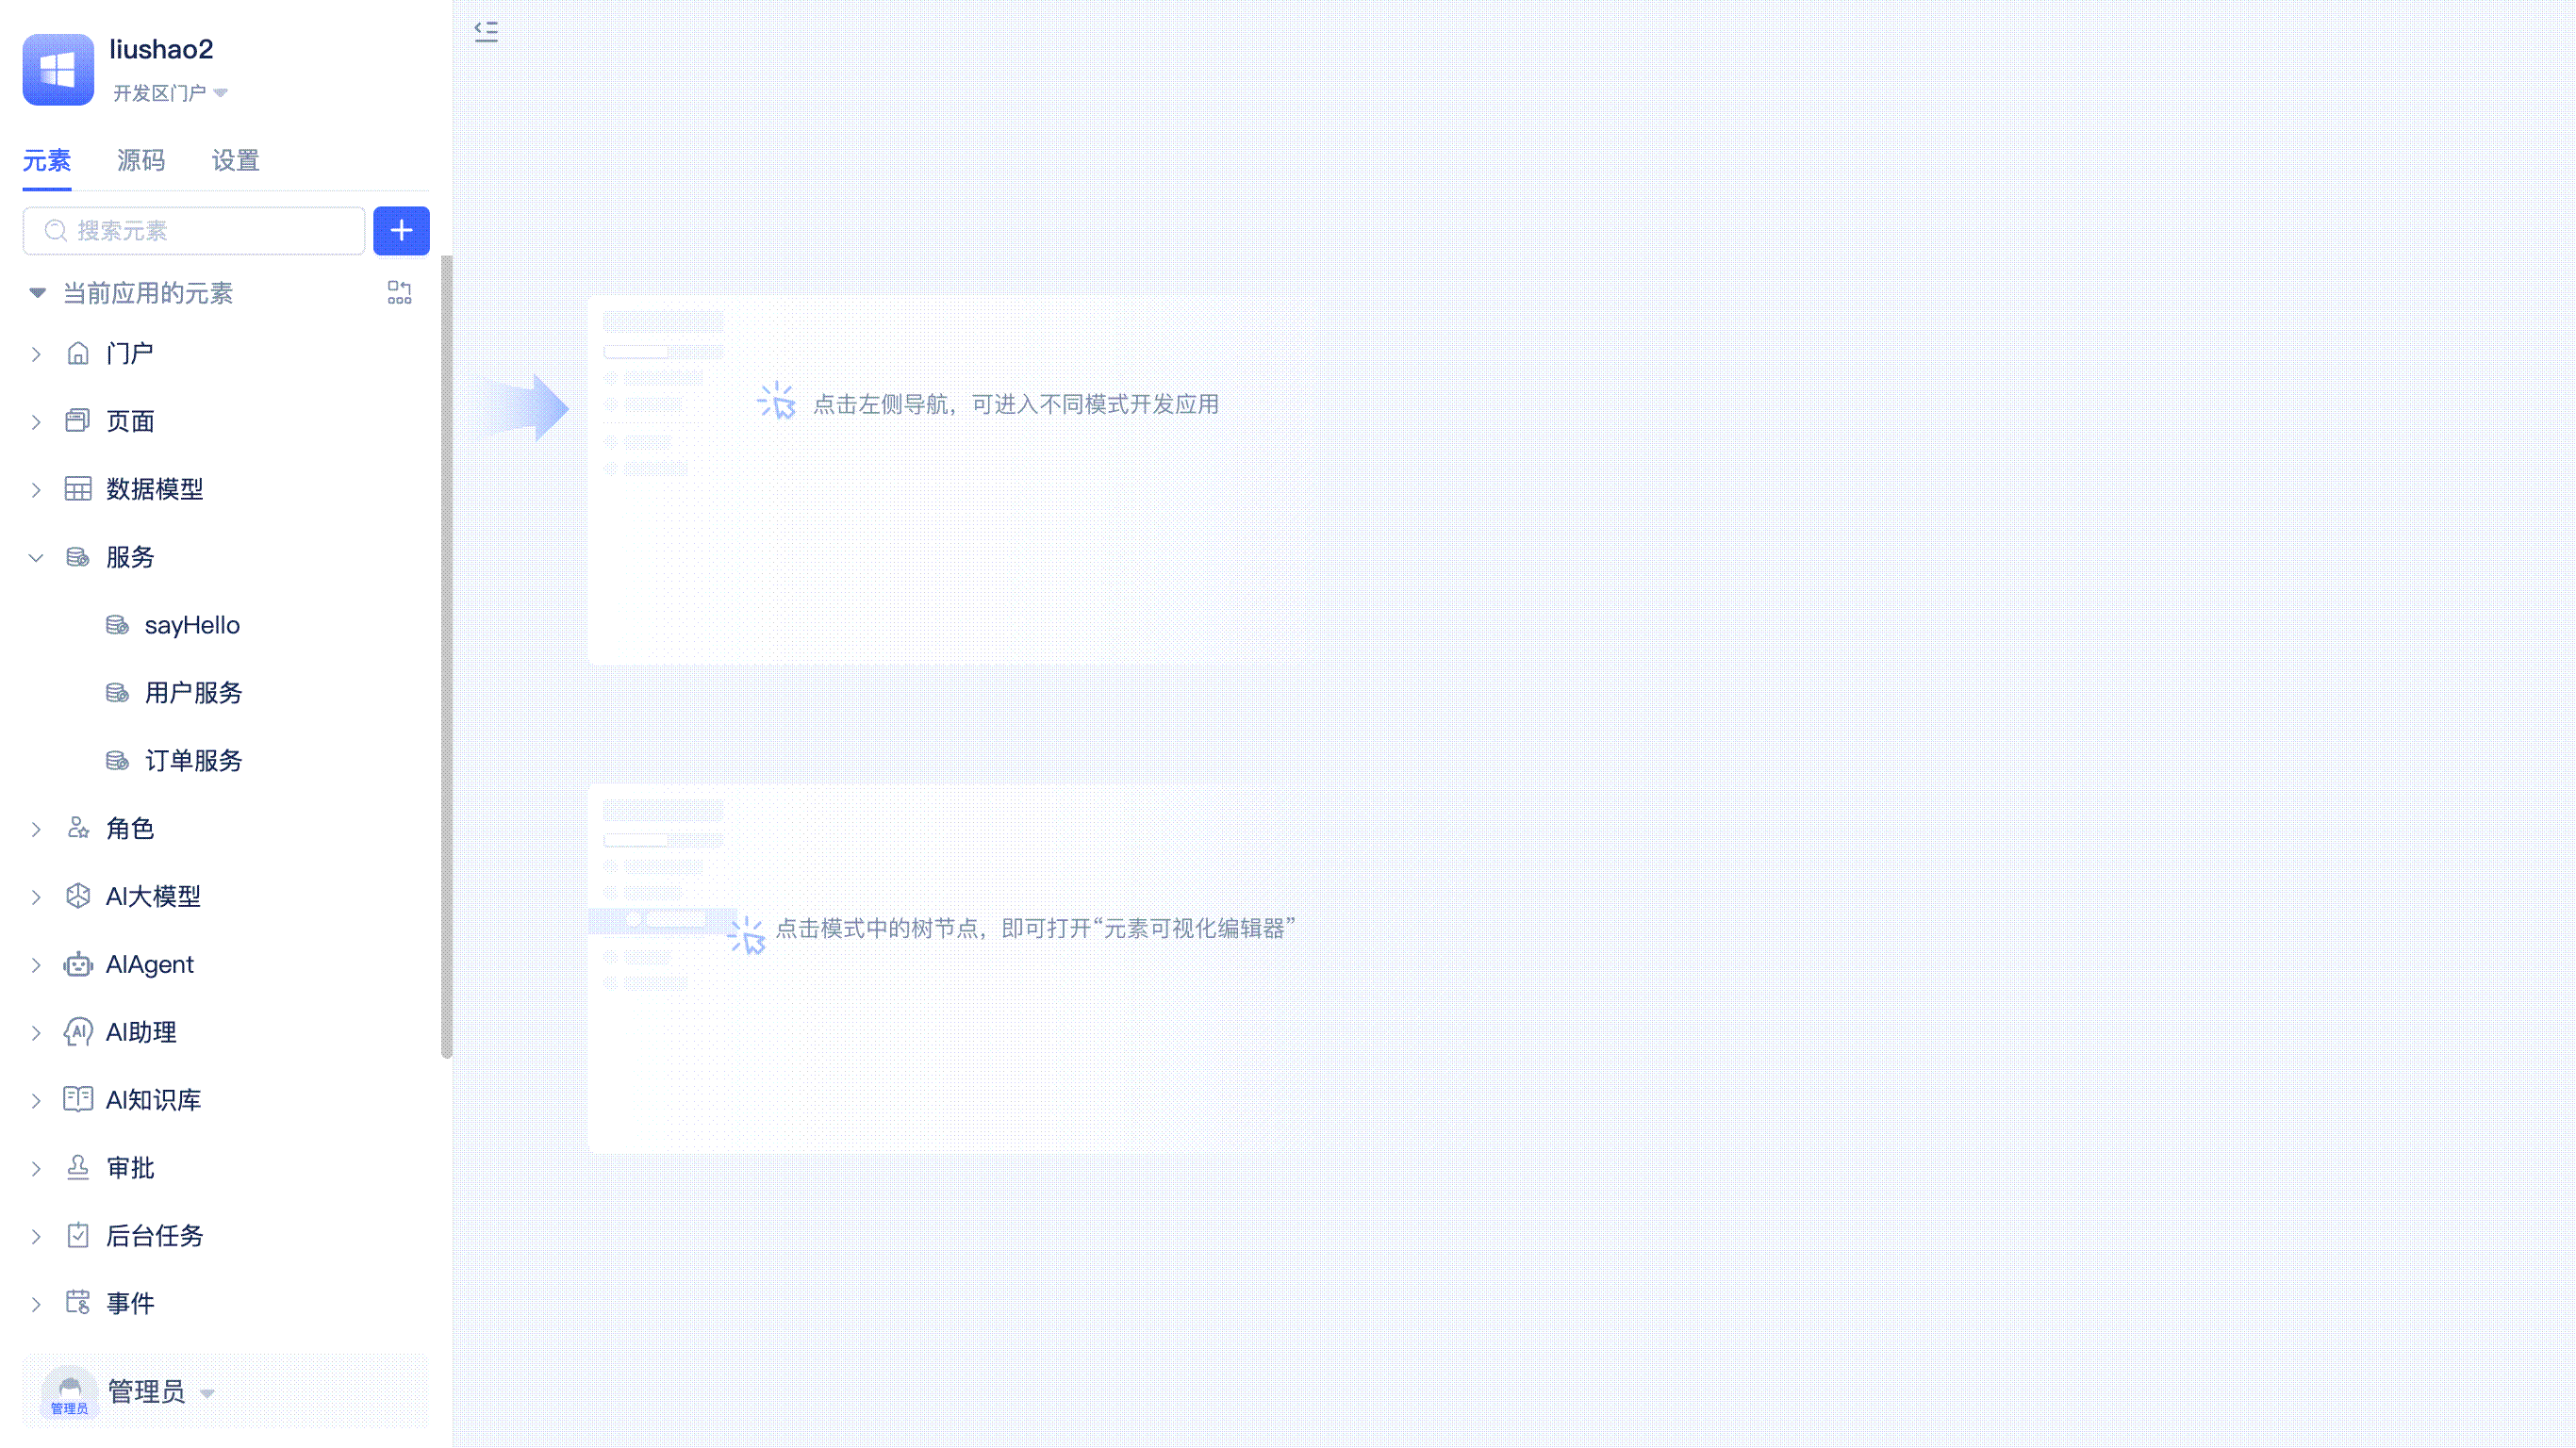 liushao2
开发区门户
元素 源码 设置
搜索元素
当前应用的元素
门户
页面
数据模型
服务
sayHello
用户服务
订单服务
角色
AI大模型
AIAgent
AI助理
AI知识库
审批
后台任务
事件
管理员
管理员
点击左侧导航，可进入不同模式开发应用
点击模式中的树节点，即可打开“元素可视化编辑器”